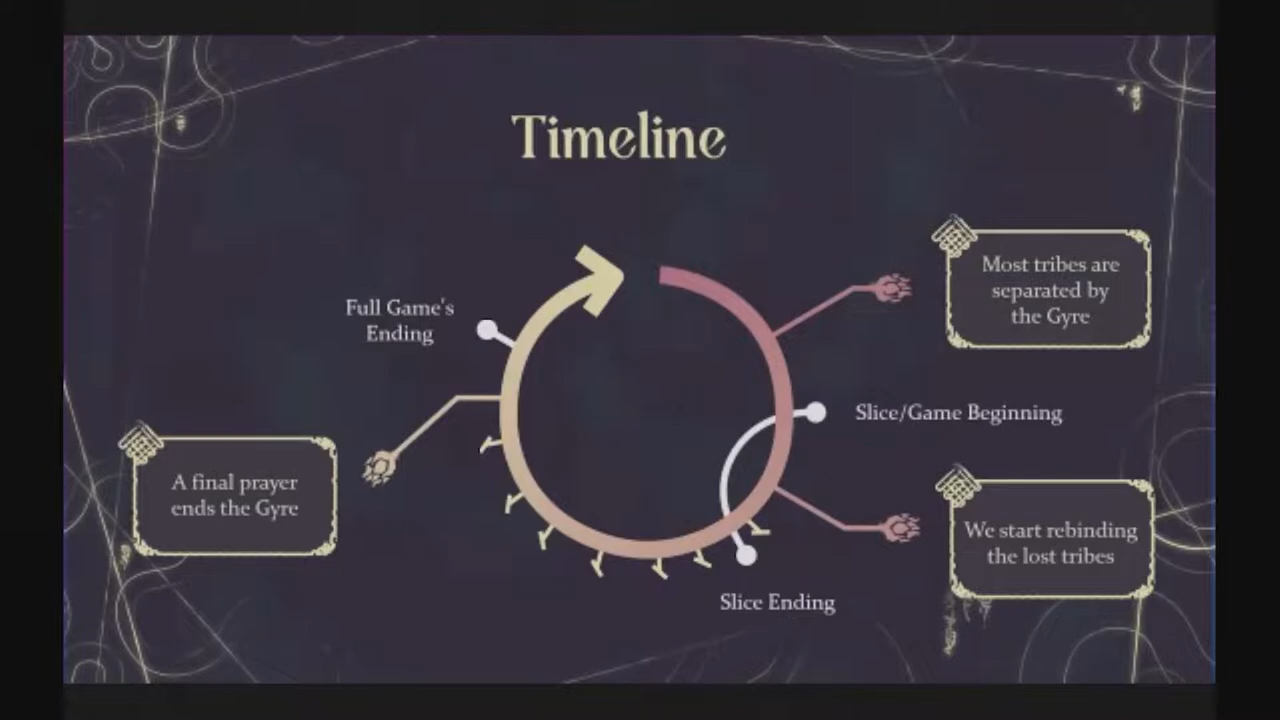 Timeline
Most tribes are
separated by
the Gyre
Full Game's
Ending
Slice/Game Beginning
A final prayer
ends the Gyre
We start rebinding
the lost tribes
Slice Ending